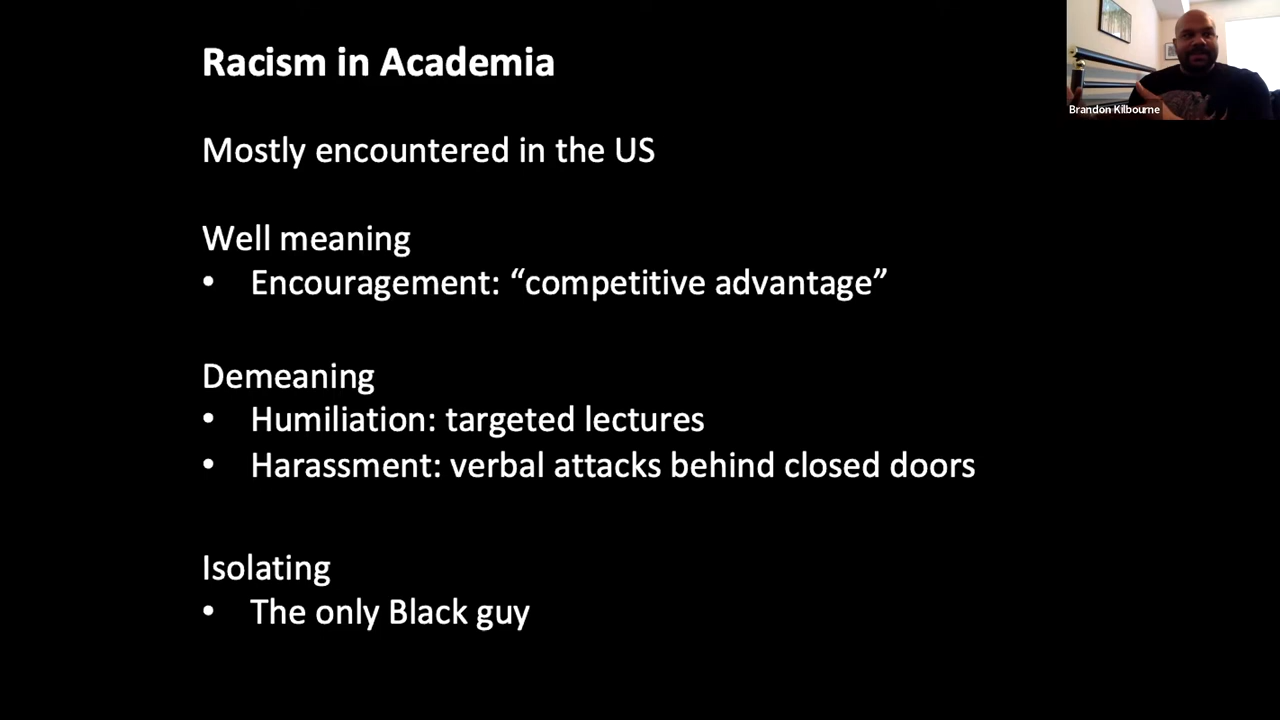 Racism in Academia
Brandon Kilbourne
Mostly encountered in the US
Well meaning
• Encouragement: “competitive advantage”
Demeaning
• Humiliation: targeted lectures
• Harassment: verbal attacks behind closed doors
Isolating
• The only Black guy